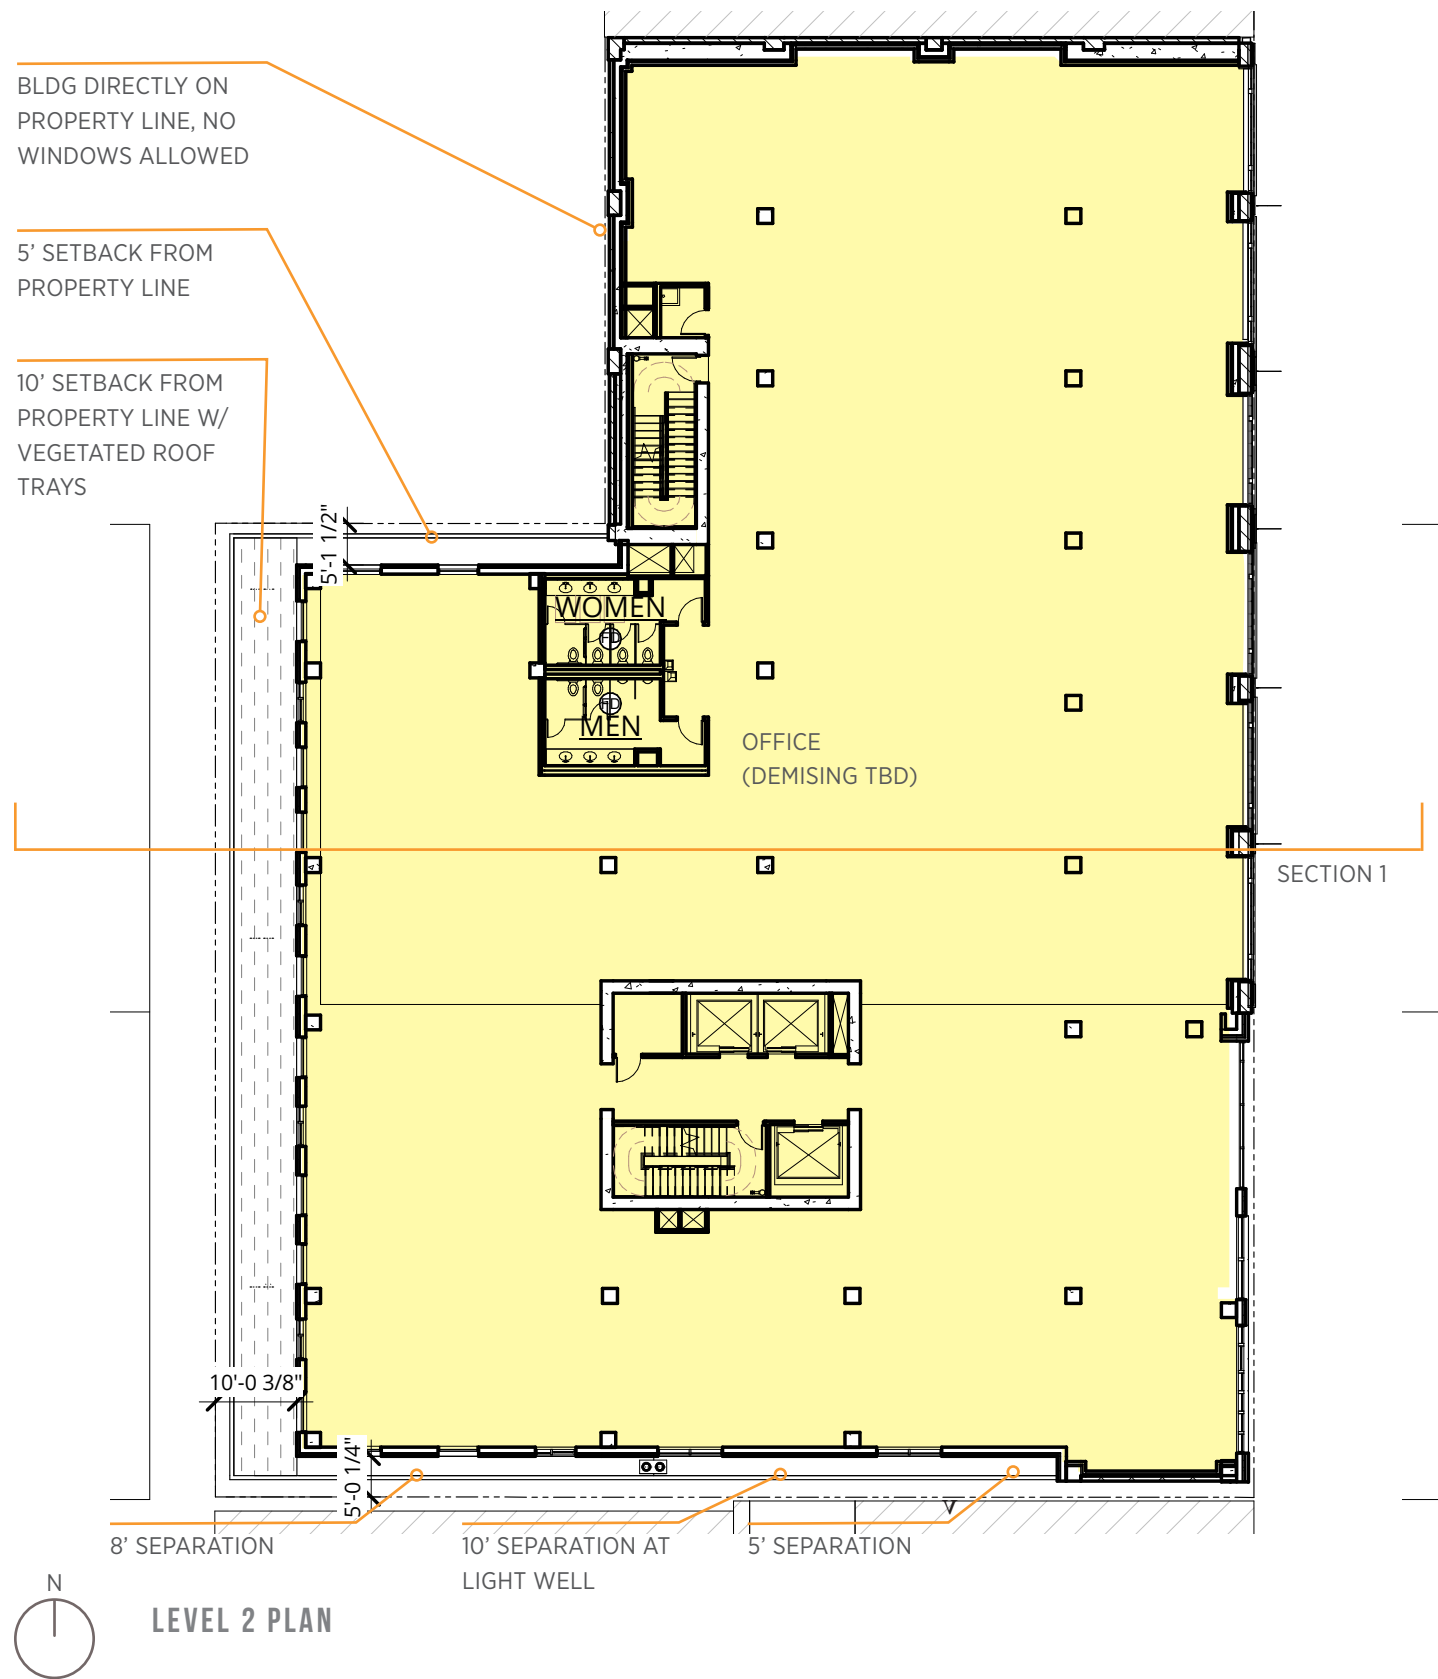 BLDG DIRECTLY ON
PROPERTY LINE, NO
WINDOWS ALLOWED
5’ SETBACK FROM
PROPERTY LINE
10’ SETBACK FROM
PROPERTY LINE W/
VEGETATED ROOF
TRAYS
5'-1 1/2"
WOMEN
FD
FD
MEN
OFFICE
(DEMISING TBD)
SECTION 1
10'-0 3/8"
5'-0 1/4"
8’ SEPARATION
10’ SEPARATION AT
LIGHT WELL
5’ SEPARATION
N
LEVEL 2 PLAN